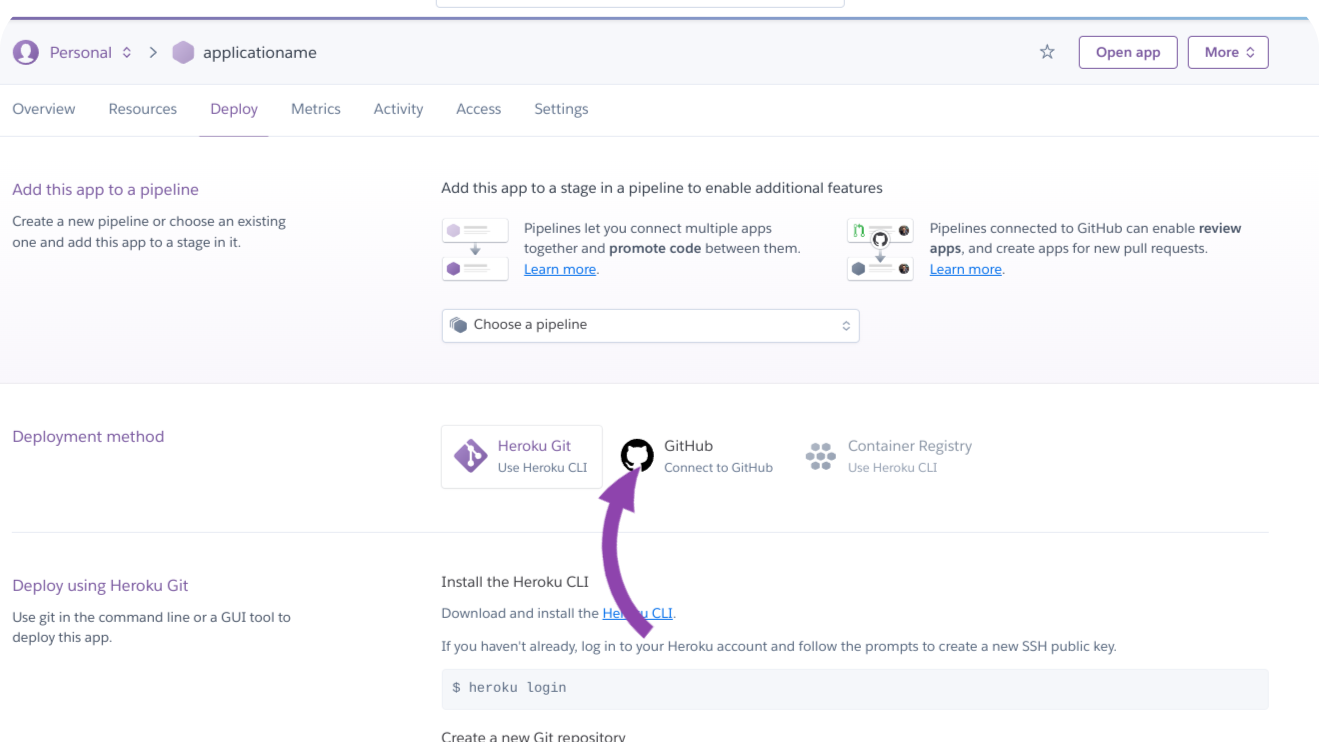 Personal
applicationame
Open app
More
Overview
Resources
Deploy
Metrics
Activity
Access
Settings
Add this app to a pipeline
Create a new pipeline or choose an existing
one and add this app to a stage in it.
Add this app to a stage in a pipeline to enable additional features
Pipelines let you connect multiple apps
together and promote code between them.
Learn more.
Pipelines connected to GitHub can enable review
apps, and create apps for new pull requests.
Learn more.
Choose a pipeline
Deployment method
Heroku Git
Use Heroku CLI
GitHub
Connect to GitHub
Container Registry
Use Heroku CLI
Deploy using Heroku Git
Use git in the command line or a GUI tool to
deploy this app.
Install the Heroku CLI
Download and install the Heroku CLI.
If you haven't already, log in to your Heroku account and follow the prompts to create a new SSH public key.
$ heroku login
Create a new Git repository